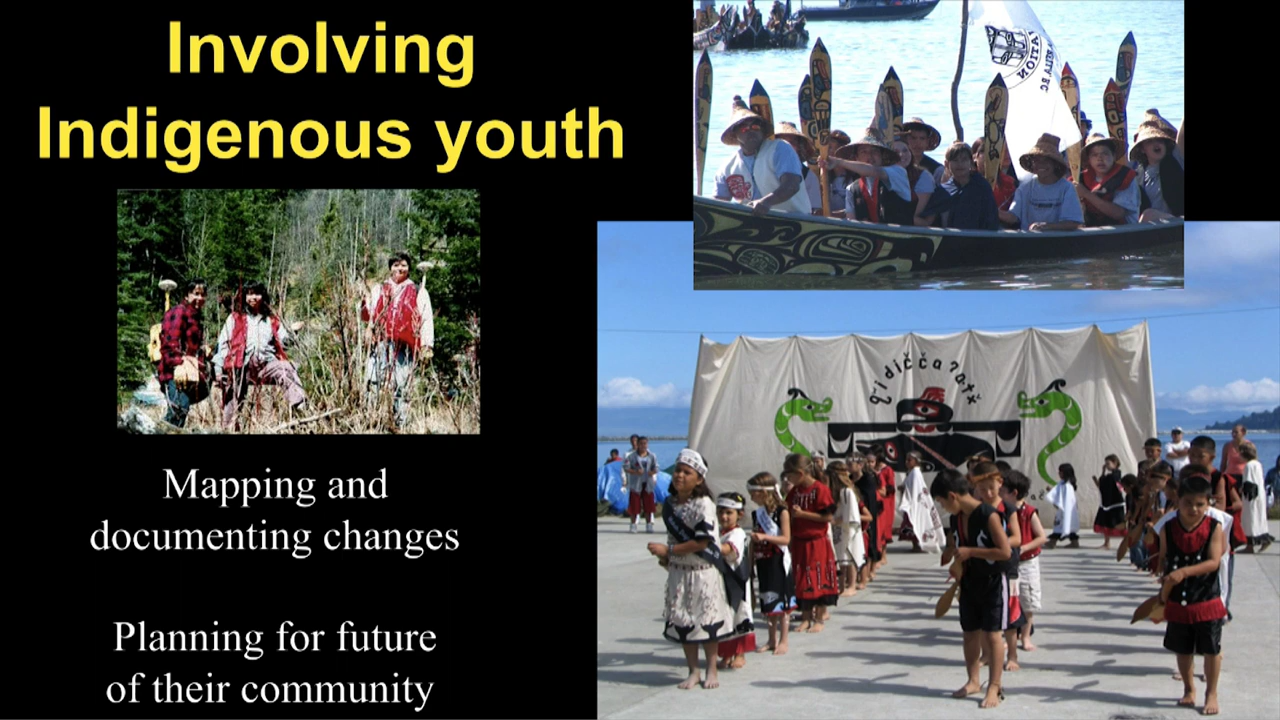 Involving
Indigenous youth
Mapping and
documenting changes
Planning for future
of their community